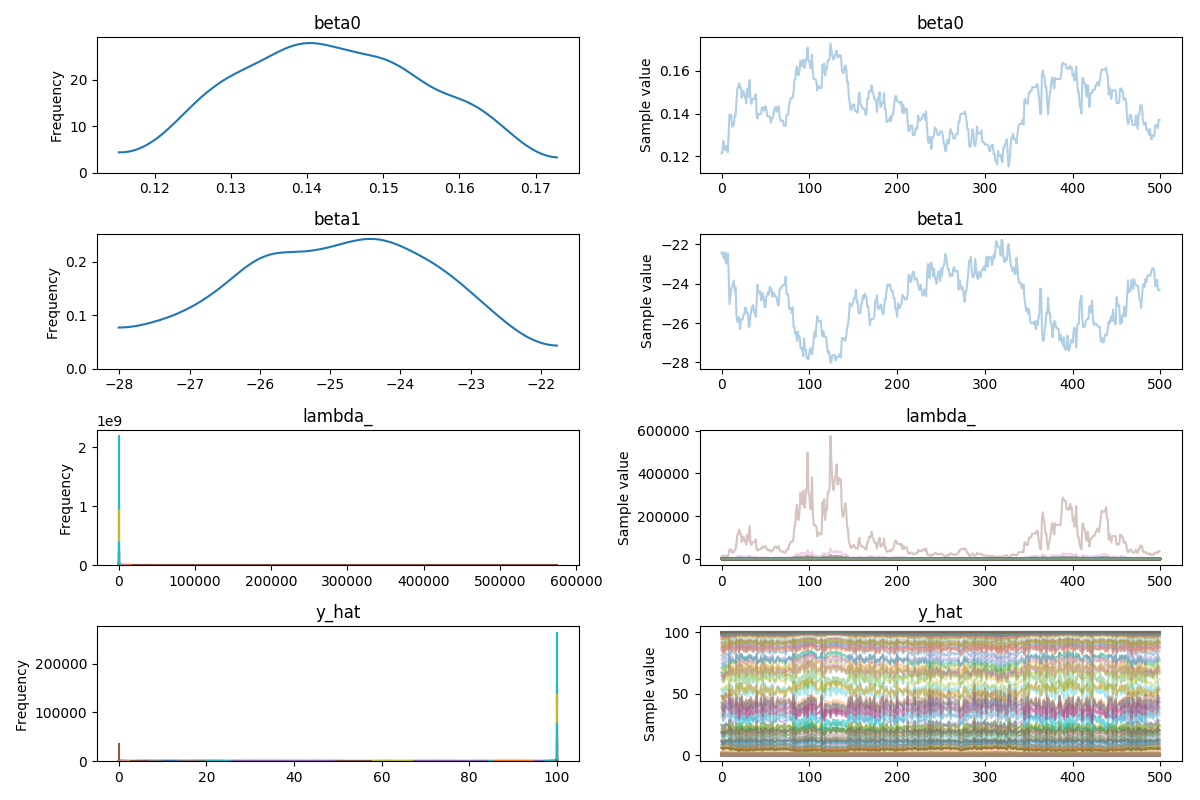 beta0
Frequency
20
10
0
0.12 0.13 0.14 0.15 0.16 0.17
beta0
Sample value
0.16
0.14
0.12
0 100 200 300 400 500
beta1
Frequency
0.2
0.1
0.0
−28 −27 −26 −25 −24 −23 −22
beta1
Sample value
−22
−24
−26
−28
0 100 200 300 400 500
lambda_
1e9
Frequency
2
1
0
0 100000 200000 300000 400000 500000 600000
lambda_
Sample value
600000
400000
200000
0
0 100 200 300 400 500
y_hat
Frequency
200000
100000
0
0 20 40 60 80 100
y_hat
Sample value
100
50
0
0 100 200 300 400 500